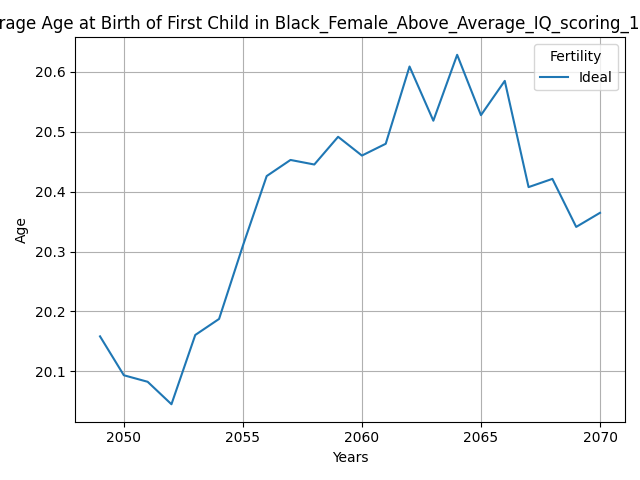 rage Age at Birth of First Child in Black_Female_Above_Average_IQ_scoring_1
Fertility
Ideal
20.6
20.5
20.4
20.3
20.2
20.1
Age
2050 2055 2060 2065 2070
Years